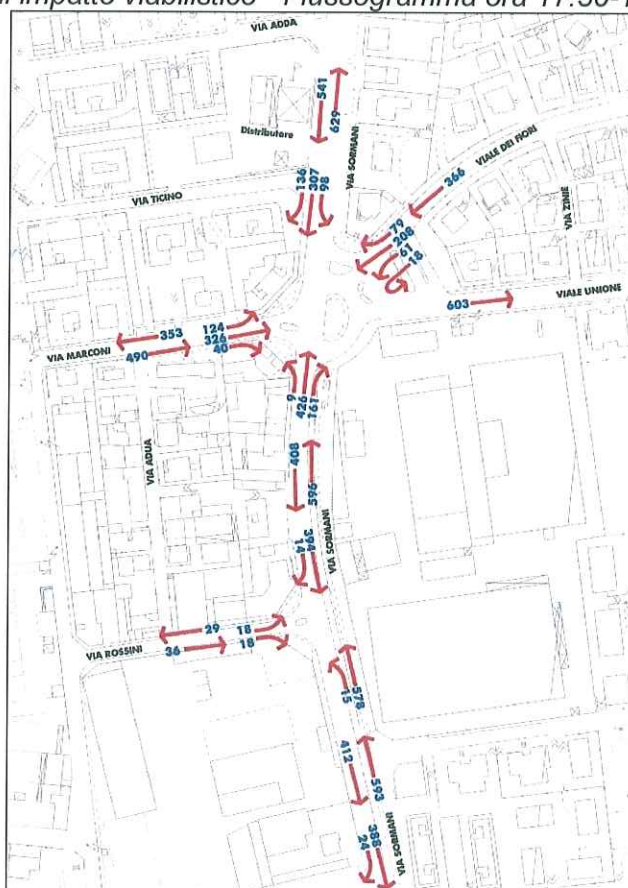 impatto viabilistico - Flussogramma ora 17.30-1
VIA ADDA
541
629
Distributore
VIA SORMANI
VIALE DEI FIORI
366
136
307
98
VIA TICINO
VIA ZINIE
79
208
61
18
603
VIALE UNIONE
353
124
326
VIA MARCONI
490
40
9
426
161
VIA ADUA
408
596
VIA SORMANI
394
14
29
18
VIA ROSSINI
36
18
578
15
412
593
VIA SORMANI
388
24